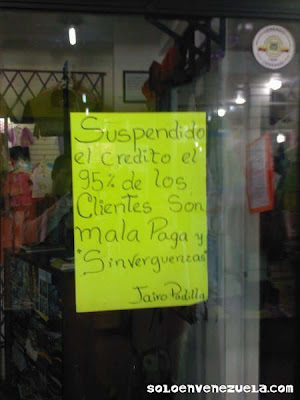 Suspendido
el credito el
95% de los
Clientes Son
mala Paga y
"Sinverguenzas"
Jairo Padilla
soloenvenezuela.com